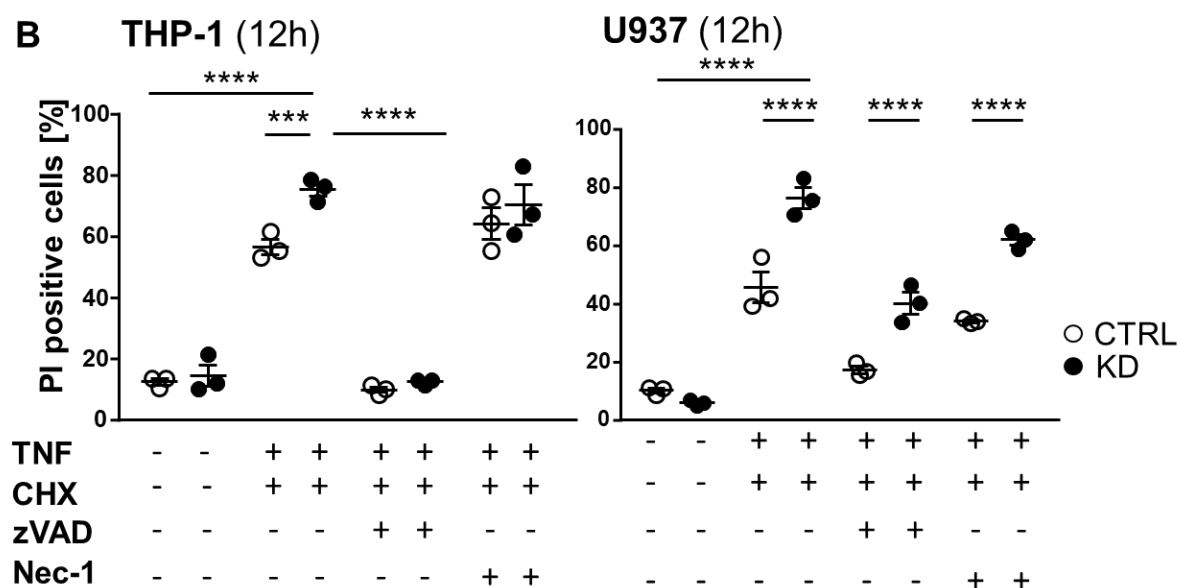 B THP-1 (12h) U937 (12h)
**** ****
*** **** **** **** ****
PI positive cells [%]
100 100
80 80
60 60
40 40
20 20
0 0
CTRL
KD
TNF - - + + + + + + - - + + + + + +
CHX - - + + + + + + - - + + + + + +
zVAD - - - - + + - - - - - - + + - -
Nec-1 - - - - - - + + - - - - - - + +